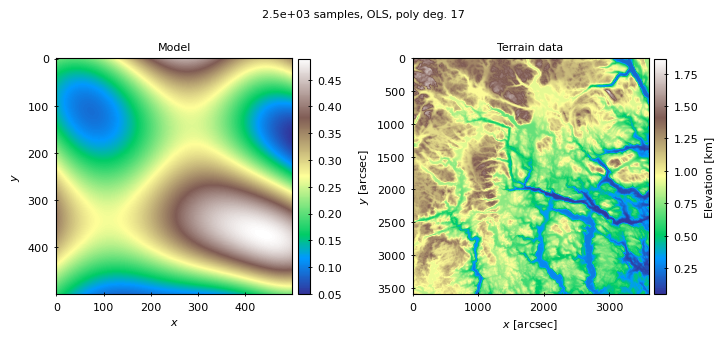 2.5e+03 samples, OLS, poly deg. 17
Model
0
100
200
300
400
y
0 100 200 300 400
x
0.45
0.40
0.35
0.30
0.25
0.20
0.15
0.10
0.05
Terrain data
0
500
1000
1500
2000
2500
3000
3500
y [arcsec]
0 1000 2000 3000
x [arcsec]
1.75
1.50
1.25
1.00
0.75
0.50
0.25
Elevation [km]